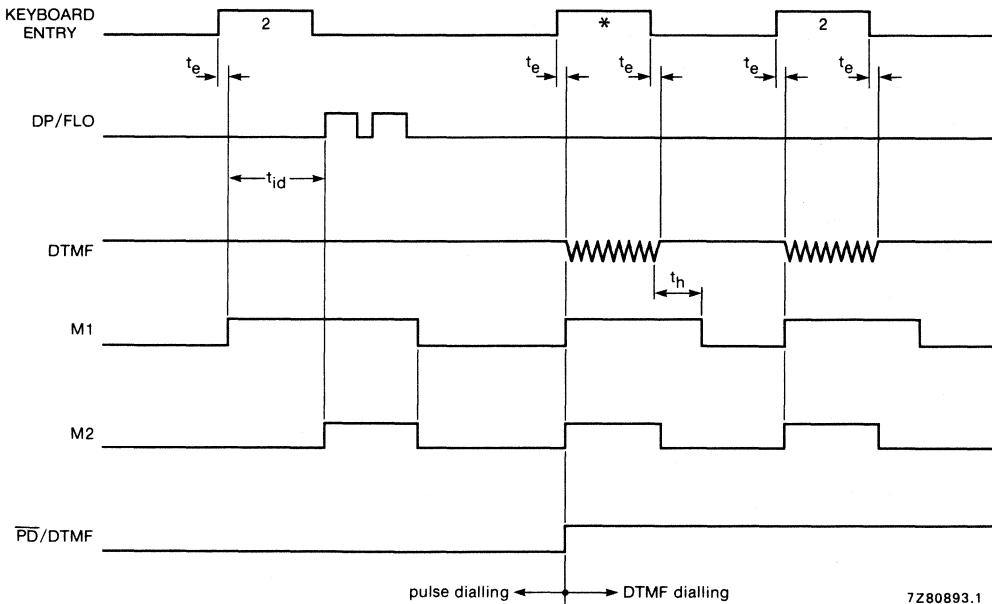 KEYBOARD
ENTRY
2
*
2
te
te
te
te
te
DP/FLO
tid
DTMF
th
M1
M2
PD/DTMF
pulse dialling
DTMF dialling
7Z80893.1